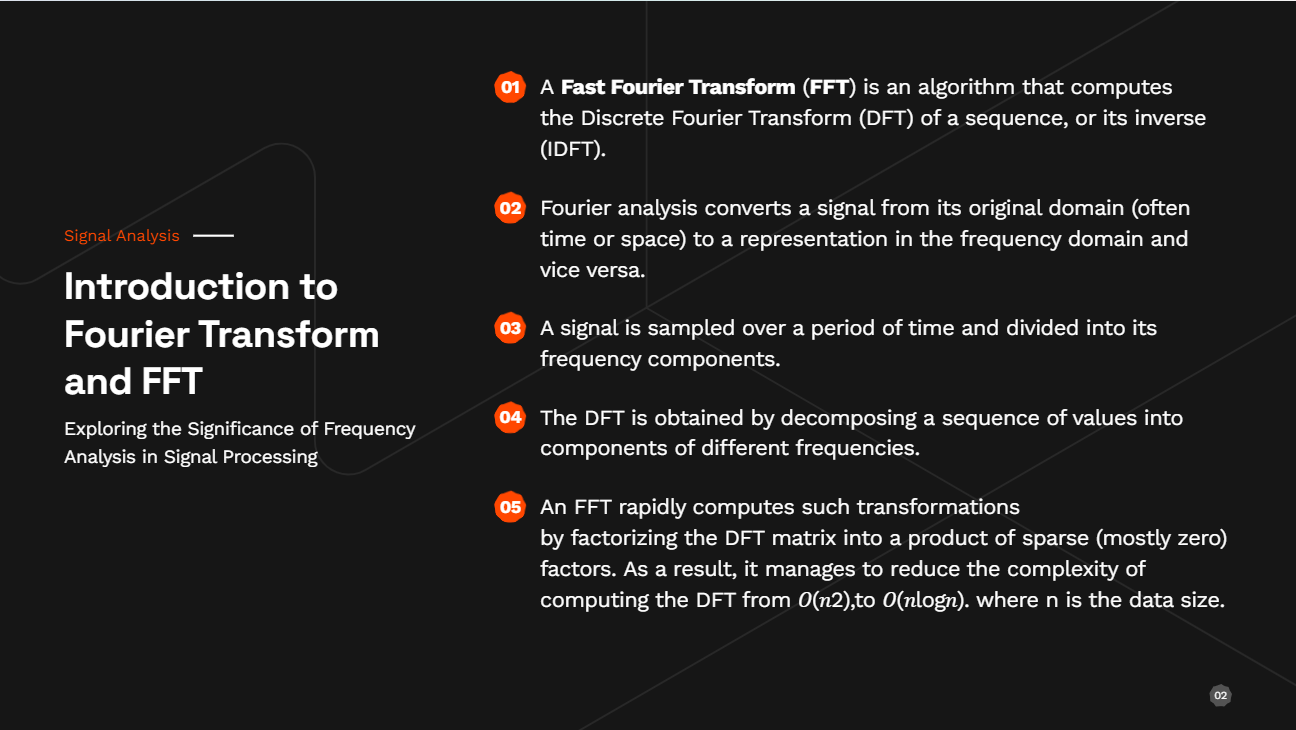 Signal Analysis
Introduction to
Fourier Transform
and FFT
Exploring the Significance of Frequency
Analysis in Signal Processing
01
A Fast Fourier Transform (FFT) is an algorithm that computes
the Discrete Fourier Transform (DFT) of a sequence, or its inverse
(IDFT).
02
Fourier analysis converts a signal from its original domain (often
time or space) to a representation in the frequency domain and
vice versa.
03
A signal is sampled over a period of time and divided into its
frequency components.
04
The DFT is obtained by decomposing a sequence of values into
components of different frequencies.
05
An FFT rapidly computes such transformations
by factorizing the DFT matrix into a product of sparse (mostly zero)
factors. As a result, it manages to reduce the complexity of
computing the DFT from O(n2),to O(nlogn). where n is the data size.
02